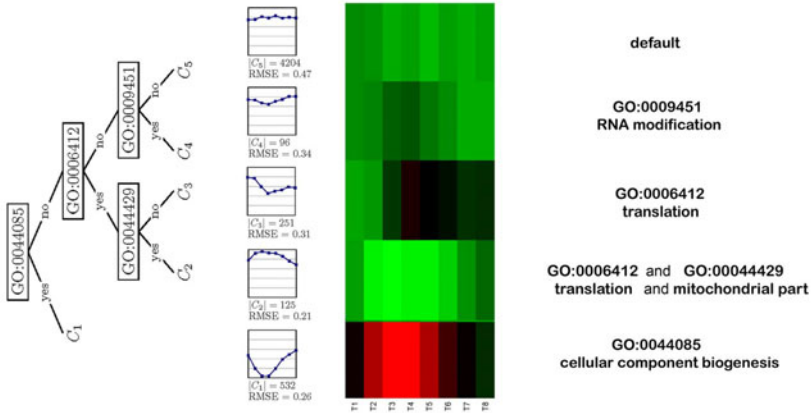 GO:0044085
no
yes
GO:0006412
C₁
no
yes
GO:0009451
GO:0044429
no
yes
no
yes
C₅
C₄
C₃
C₂
|C₅| = 4204
RMSE = 0.47
|C₄| = 96
RMSE = 0.34
|C₃| = 251
RMSE = 0.31
|C₂| = 125
RMSE = 0.21
|C₁| = 532
RMSE = 0.26
T1 T2 T3 T4 T5 T6 T7 T8
default
GO:0009451
RNA modification
GO:0006412
translation
GO:0006412 and GO:00044429
translation and mitochondrial part
GO:0044085
cellular component biogenesis